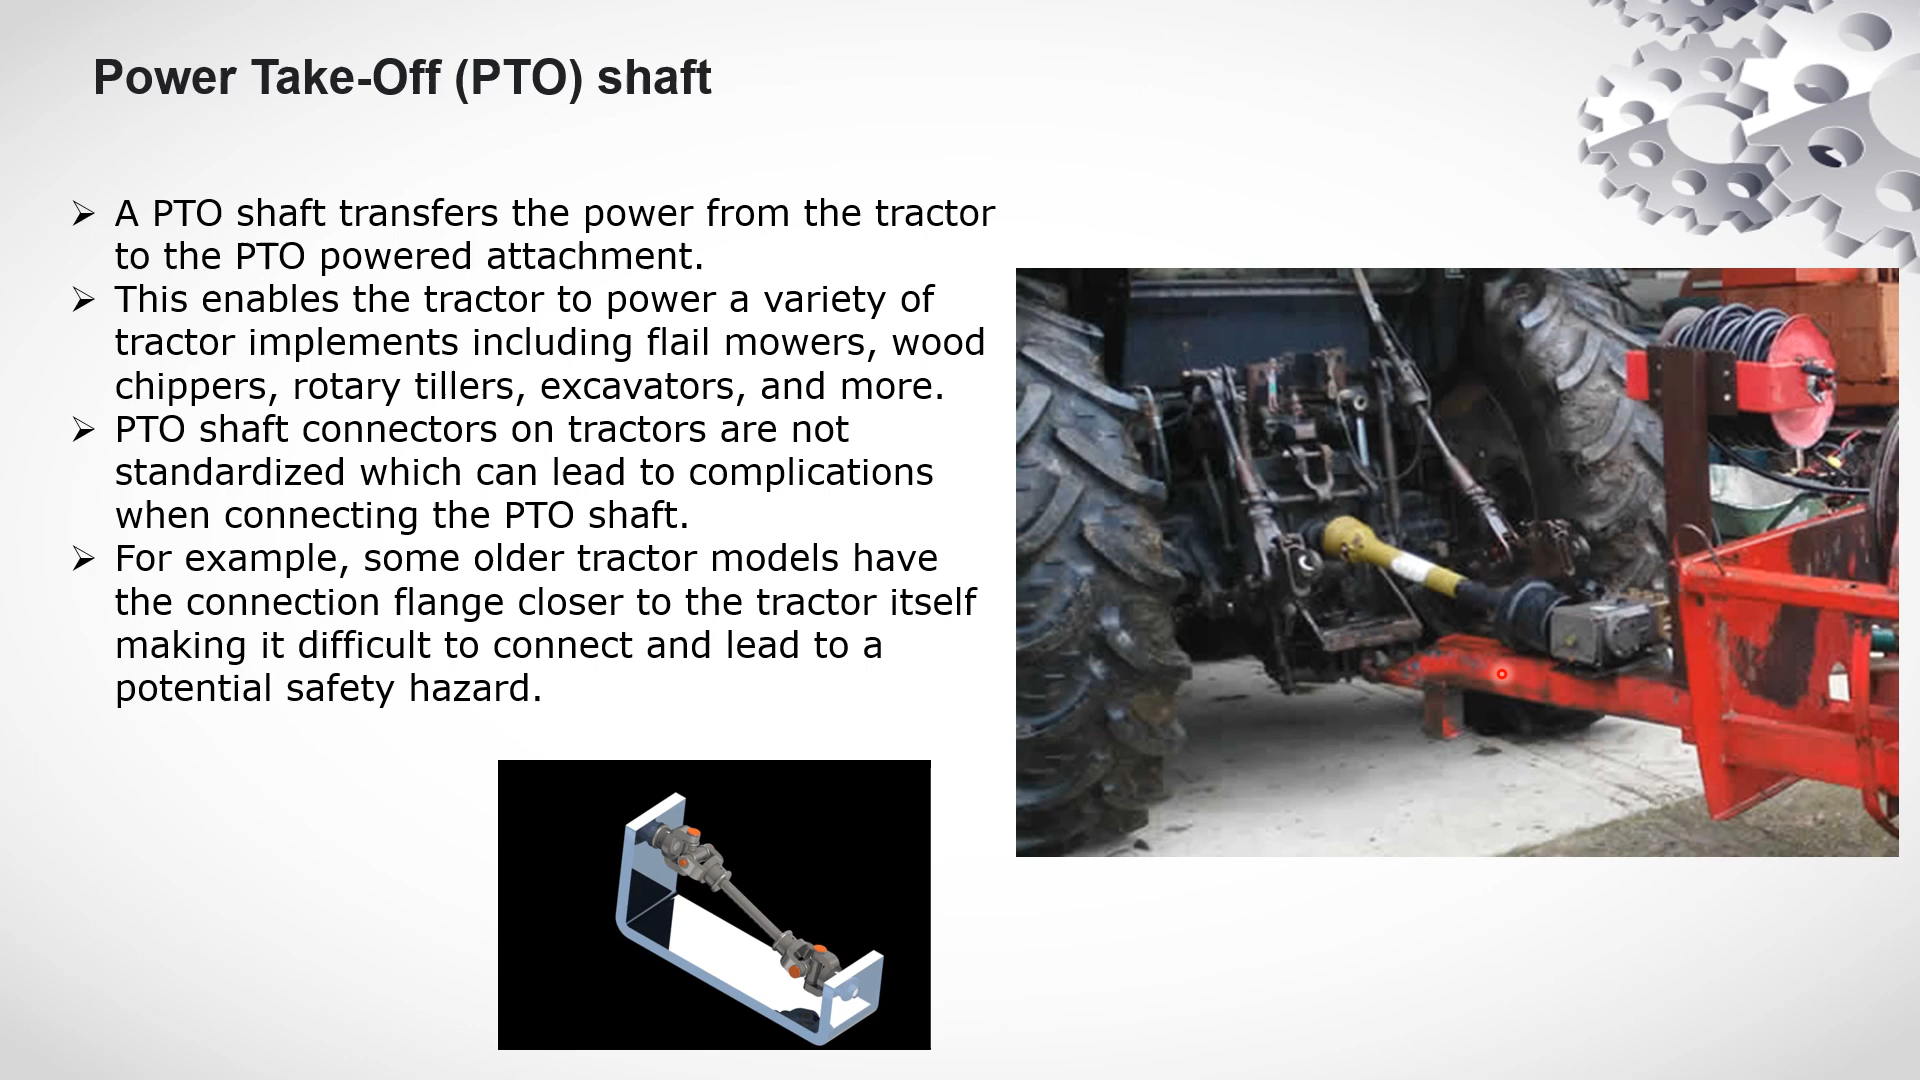 Power Take-Off (PTO) shaft
➢ A PTO shaft transfers the power from the tractor
to the PTO powered attachment.
➢ This enables the tractor to power a variety of
tractor implements including flail mowers, wood
chippers, rotary tillers, excavators, and more.
➢ PTO shaft connectors on tractors are not
standardized which can lead to complications
when connecting the PTO shaft.
➢ For example, some older tractor models have
the connection flange closer to the tractor itself
making it difficult to connect and lead to a
potential safety hazard.